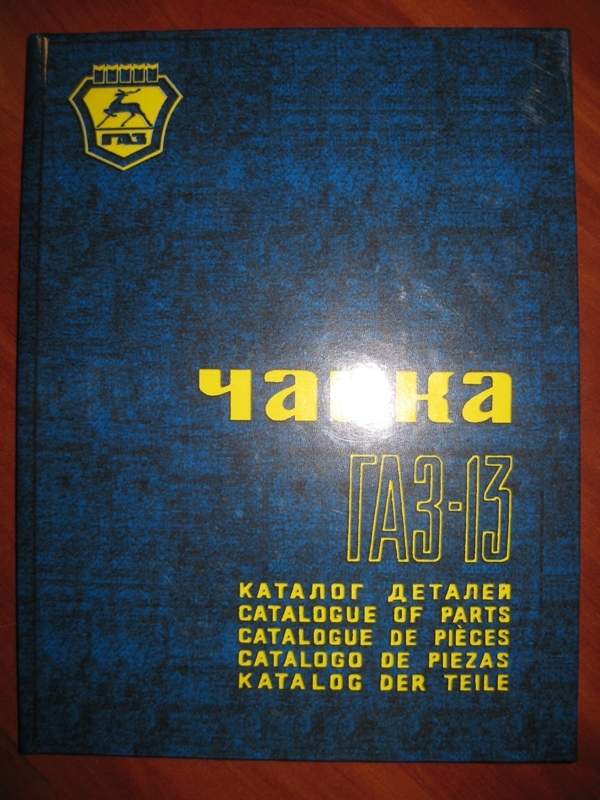 ГАЗ
чайка
ГАЗ-13
КАТАЛОГ ДЕТАЛЕЙ
CATALOGUE OF PARTS
CATALOGUE DE PIÈCES
CATALOGO DE PIEZAS
KATALOG DER TEILE